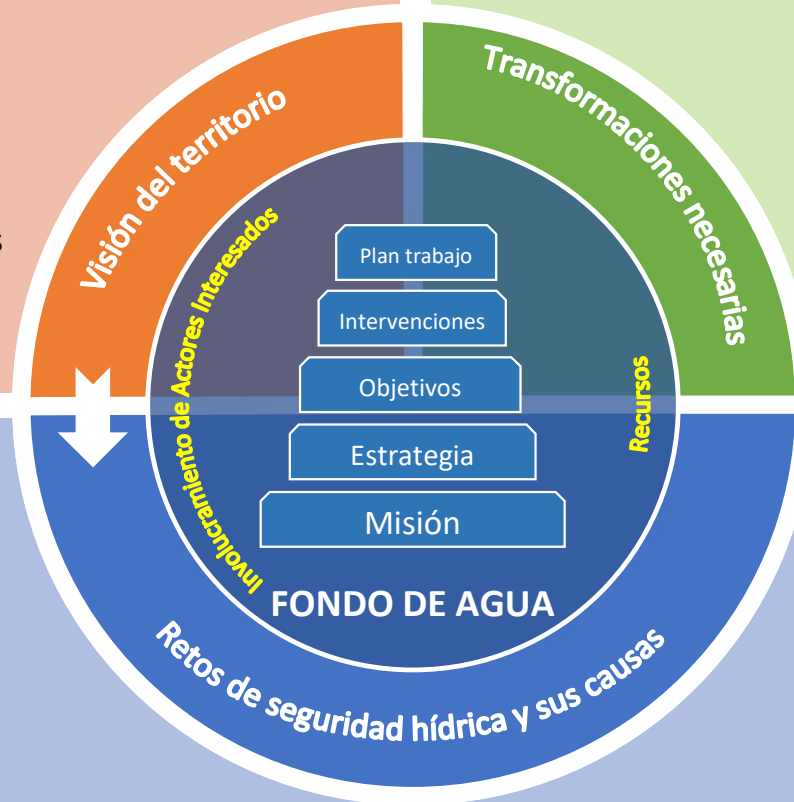 Visión del territorio
Transformaciones necesarias
s
Involucramiento de Actores Interesados
Recursos
Plan trabajo
Intervenciones
Objetivos
Estrategia
Misión
FONDO DE AGUA
Retos de seguridad hídrica y sus causas